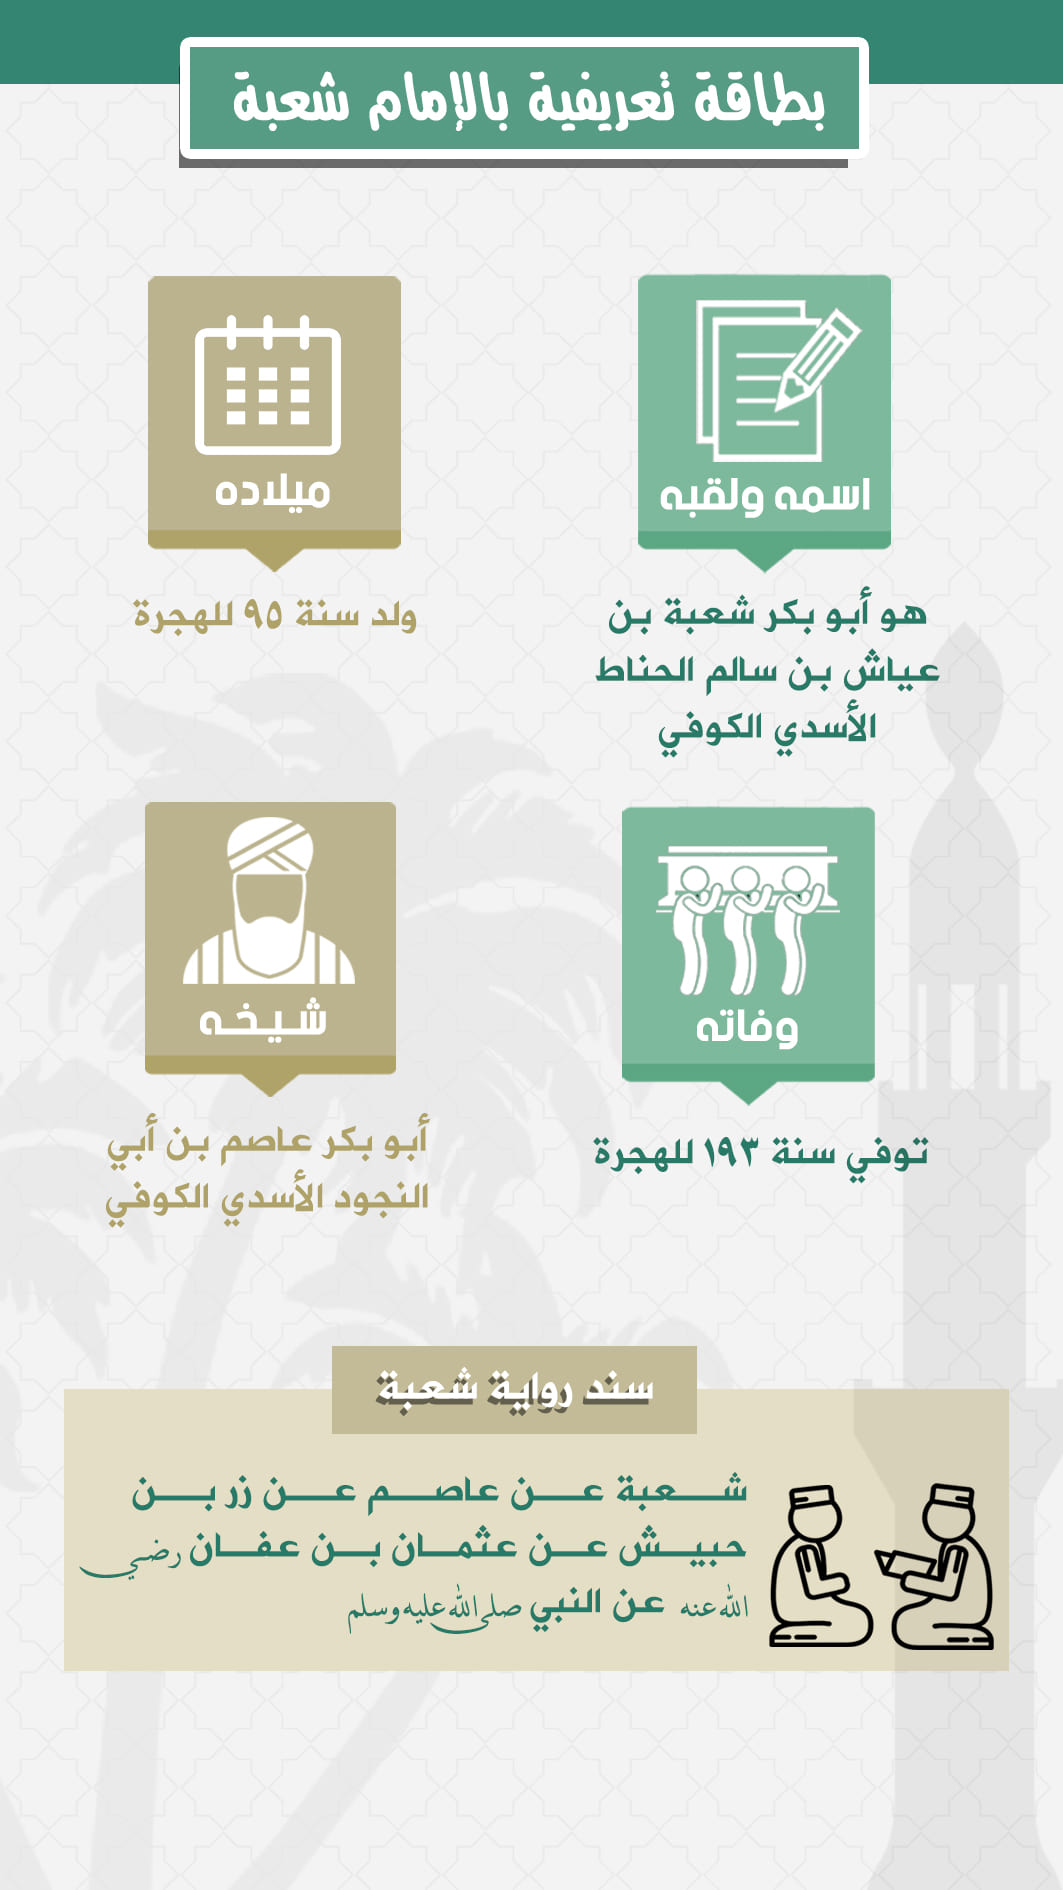 بطاقة تعريفية بالإمام شعبة
اسمه ولقبه
هو أبو بكر شعبة بن
عياش بن سالم الحناط
الأسدي الكوفي
ميلاده
ولد سنة ٩٥ للهجرة
وفاته
توفي سنة ١٩٣ للهجرة
شيخه
أبو بكر عاصم بن أبي
النجود الأسدي الكوفي
سند رواية شعبة
شعبة عن عاصم عن زر بن
حبيش عن عثمان بن عفان رضي
الله عنه عن النبي صلى الله عليه وسلم